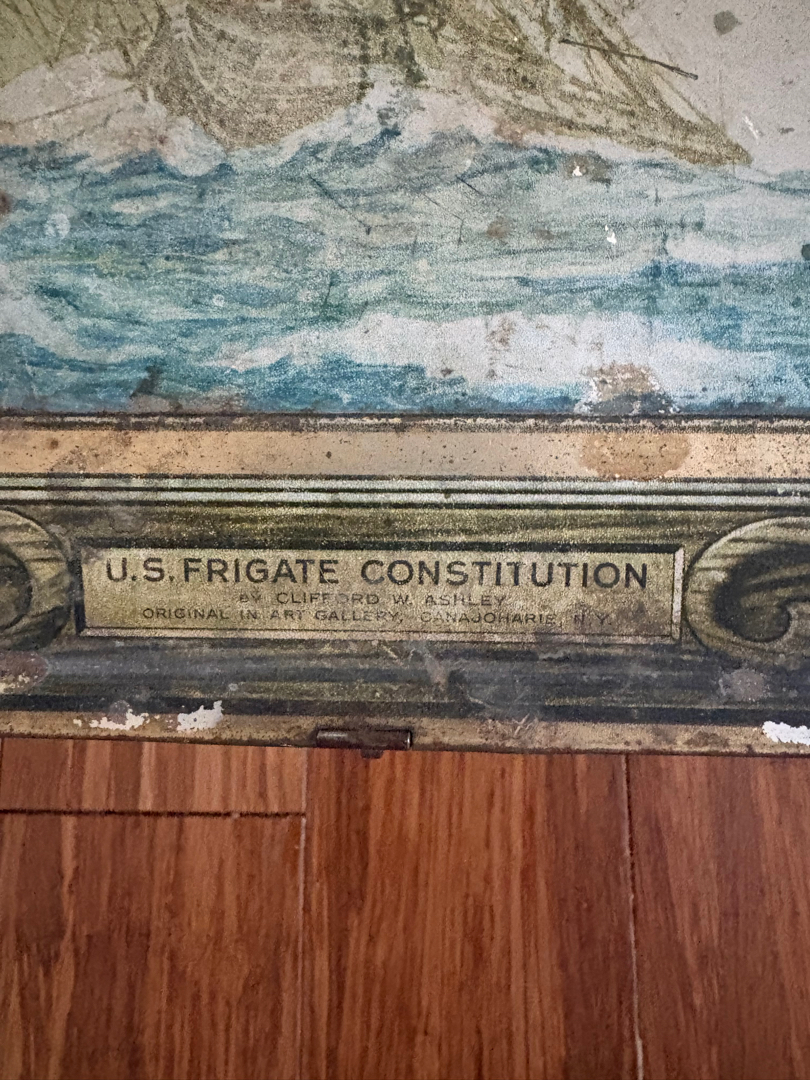 U.S. FRIGATE CONSTITUTION
BY CLIFFORD W. ASHLEY
ORIGINAL IN ART GALLERY, CANAJOHARIE, N.Y.